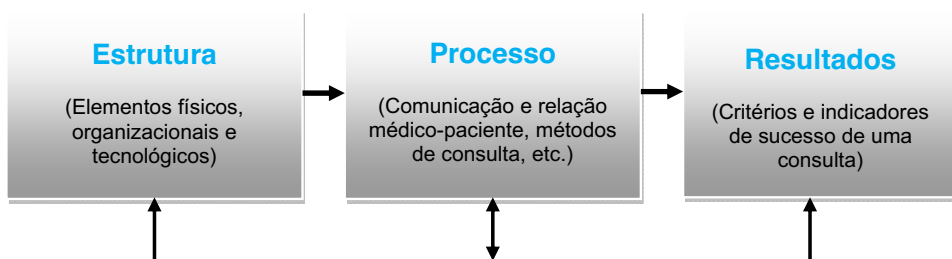 Estrutura
(Elementos físicos,
organizacionais e
tecnológicos)
Processo
(Comunicação e relação
médico-paciente, métodos
de consulta, etc.)
Resultados
(Critérios e indicadores
de sucesso de uma
consulta)